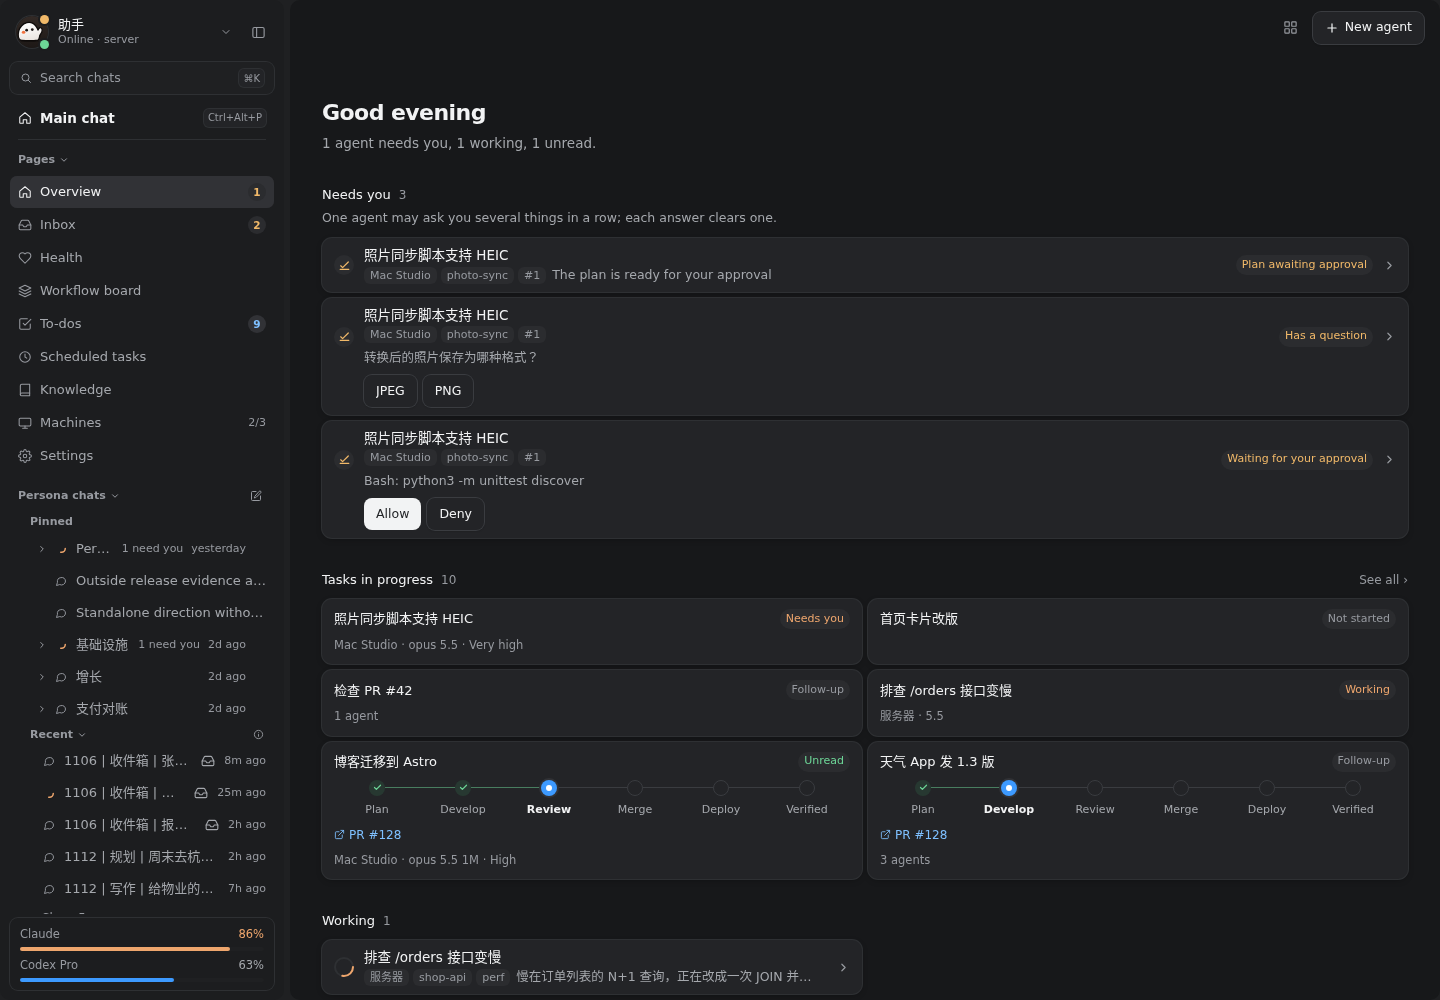 助手
Online · server
Search chats
⌘K
Main chat
Ctrl+Alt+P
Pages
Overview
1
Inbox
2
Health
Workflow board
To-dos
9
Scheduled tasks
Knowledge
Machines
2/3
Settings
Persona chats
Pinned
Per…
1 need you
yesterday
Outside release evidence a…
Standalone direction witho…
基础设施
1 need you
2d ago
增长
2d ago
支付对账
2d ago
Recent
1106 | 收件箱 | 张…
8m ago
1106 | 收件箱 | …
25m ago
1106 | 收件箱 | 报…
2h ago
1112 | 规划 | 周末去杭…
2h ago
1112 | 写作 | 给物业的…
7h ago
Claude
86%
Codex Pro
63%
New agent
Good evening
1 agent needs you, 1 working, 1 unread.
Needs you 3
One agent may ask you several things in a row; each answer clears one.
照片同步脚本支持 HEIC
Mac Studio photo-sync #1 The plan is ready for your approval
Plan awaiting approval
照片同步脚本支持 HEIC
Mac Studio photo-sync #1
Has a question
转换后的照片保存为哪种格式？
JPEG PNG
照片同步脚本支持 HEIC
Mac Studio photo-sync #1
Waiting for your approval
Bash: python3 -m unittest discover
Allow Deny
Tasks in progress 10
See all ›
照片同步脚本支持 HEIC
Needs you
Mac Studio · opus 5.5 · Very high
首页卡片改版
Not started
检查 PR #42
Follow-up
1 agent
排查 /orders 接口变慢
Working
服务器 · 5.5
博客迁移到 Astro
Unread
Plan Develop Review Merge Deploy Verified
PR #128
Mac Studio · opus 5.5 1M · High
天气 App 发 1.3 版
Follow-up
Plan Develop Review Merge Deploy Verified
PR #128
3 agents
Working 1
排查 /orders 接口变慢
服务器 shop-api perf 慢在订单列表的 N+1 查询，正在改成一次 JOIN 并…